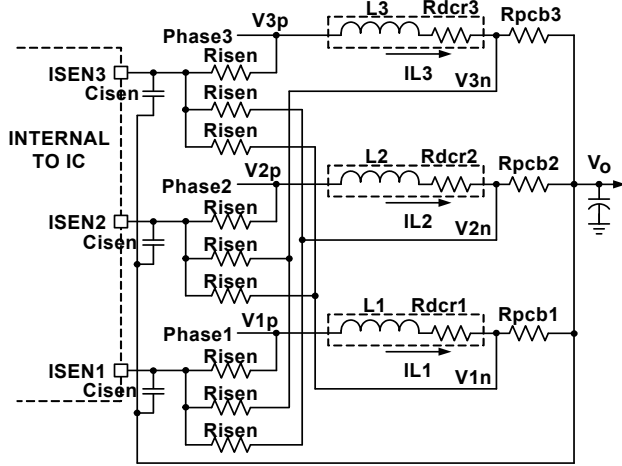 L3
Rdcr3
Rpcb3
V3p
Phase3
Risen
ISEN3
Cisen
IL3
V3n
Risen
Risen
INTERNAL
TO IC
L2
Rdcr2
Rpcb2
Vo
V2p
Phase2
Risen
ISEN2
Cisen
IL2
V2n
Risen
Risen
L1
Rdcr1
Rpcb1
V1p
Phase1
Risen
ISEN1
Cisen
IL1
V1n
Risen
Risen